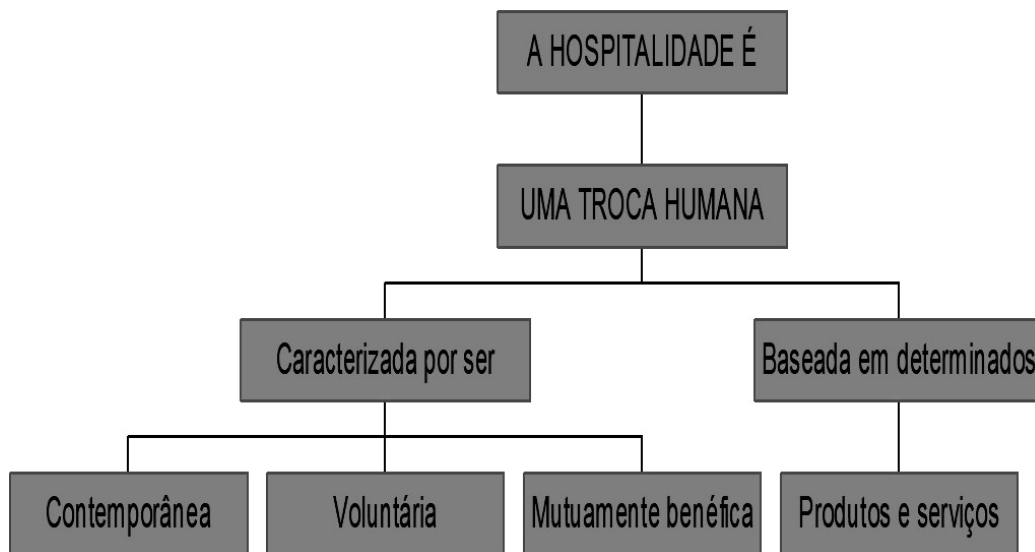 A HOSPITALIDADE É
UMA TROCA HUMANA
Caracterizada por ser
Baseada em determinados
Contemporânea
Voluntária
Mutuamente benéfica
Produtos e serviços